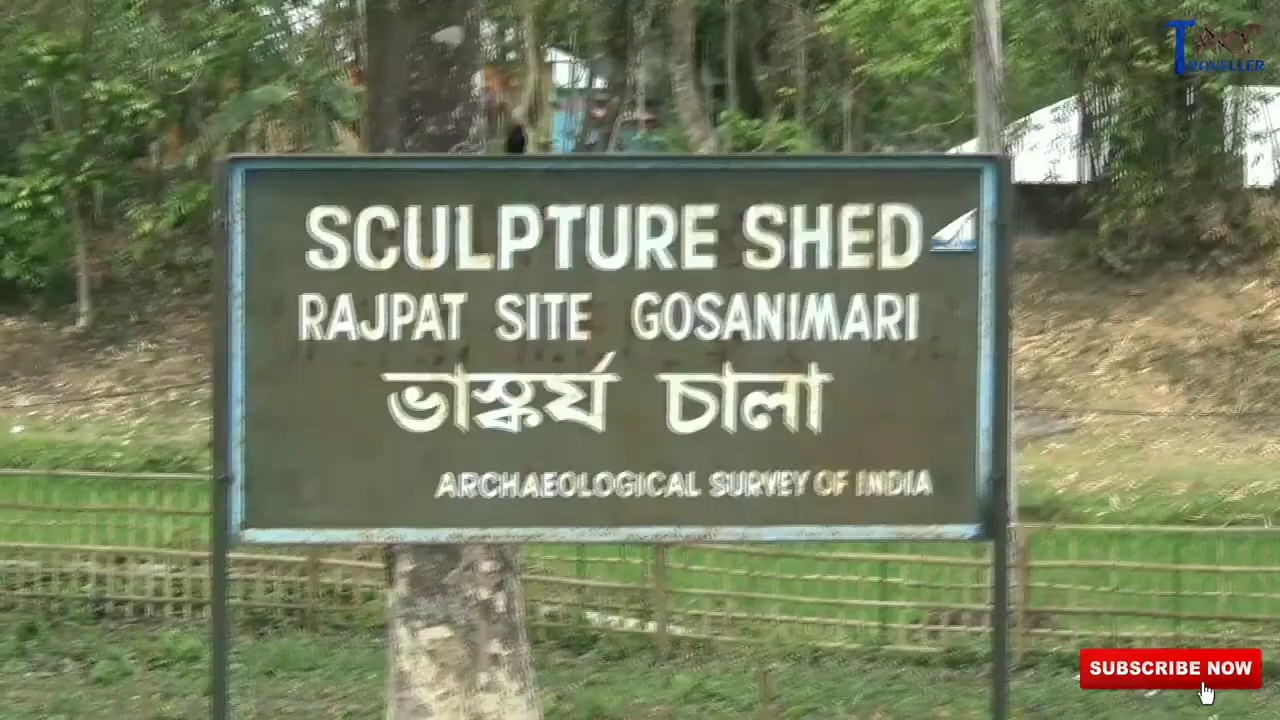 SCULPTURE SHED
RAJPAT SITE GOSANIMARI
ভাস্কর্য চালা
ARCHAEOLOGICAL SURVEY OF INDIA
SUBSCRIBE NOW